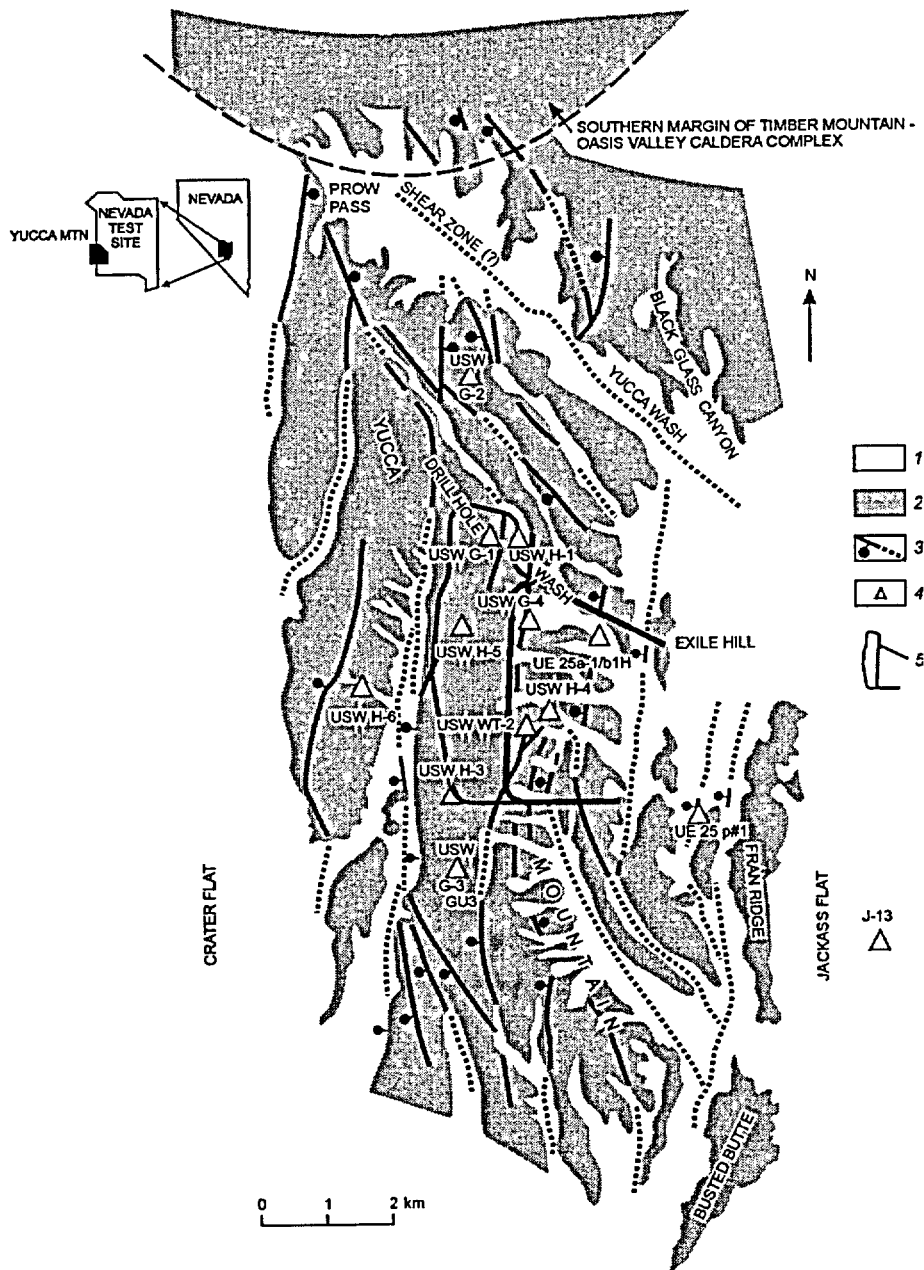 SOUTHERN MARGIN OF TIMBER MOUNTAIN -
OASIS VALLEY CALDERA COMPLEX
PROW
PASS
SHEAR ZONE (?)
NEVADA
NEVADA
TEST
SITE
YUCCA MTN
N
BLACK GLASS CANYON
YUCCA WASH
USW
G-2
YUCCA
DRILLHOLE
WASH
1
2
3
4
5
USW G-1
USW H-1
USW G-4
EXILE HILL
USW H-5
UE 25a-1/b1H
USW H-4
USW H-6
USW WT-2
USW H-3
UE 25 p#1
USW
G-3
GU3
MOUNTAIN
FRAN RIDGE
CRATER FLAT
JACKASS FLAT
J-13
BUSTED BUTTE
0 1 2 km